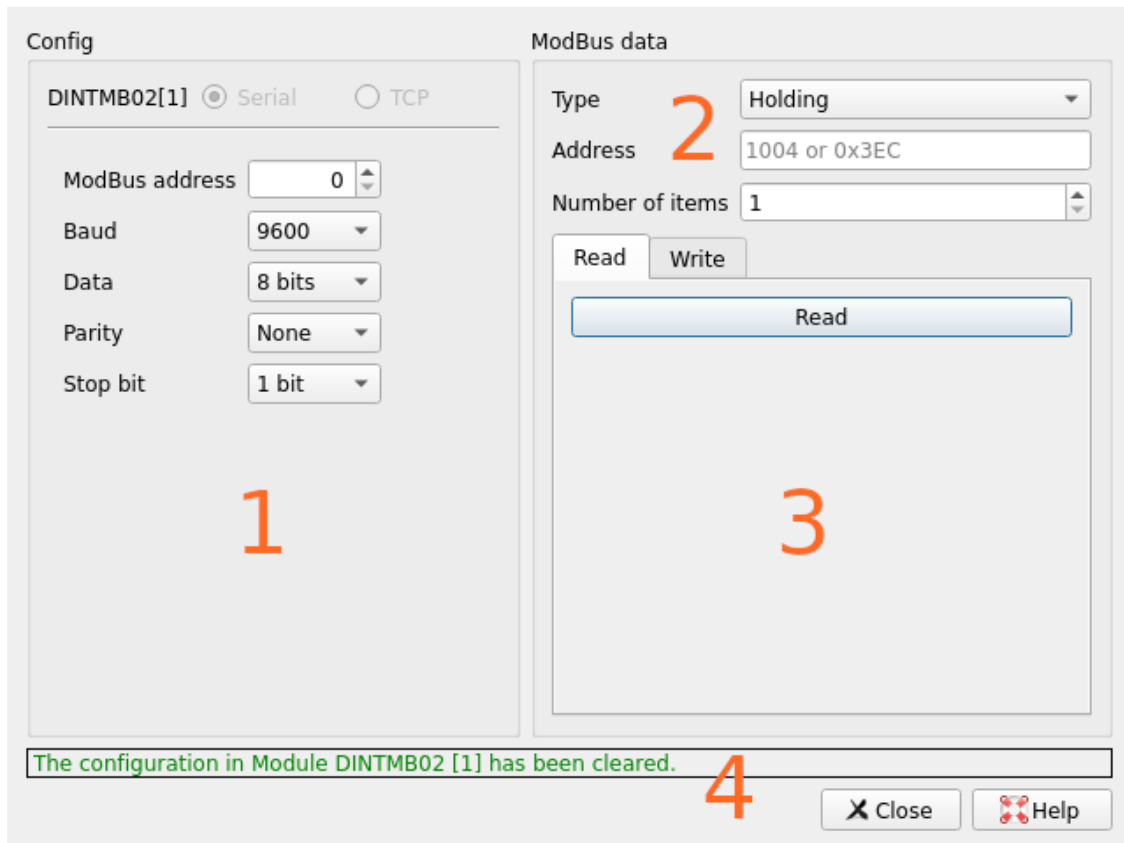 Config
DINTMB02[1] Serial TCP
ModBus address 0
Baud 9600
Data 8 bits
Parity None
Stop bit 1 bit
1
ModBus data
Type Holding
2
Address 1004 or 0x3EC
Number of items 1
Read Write
Read
3
The configuration in Module DINTMB02 [1] has been cleared.
4
Close Help